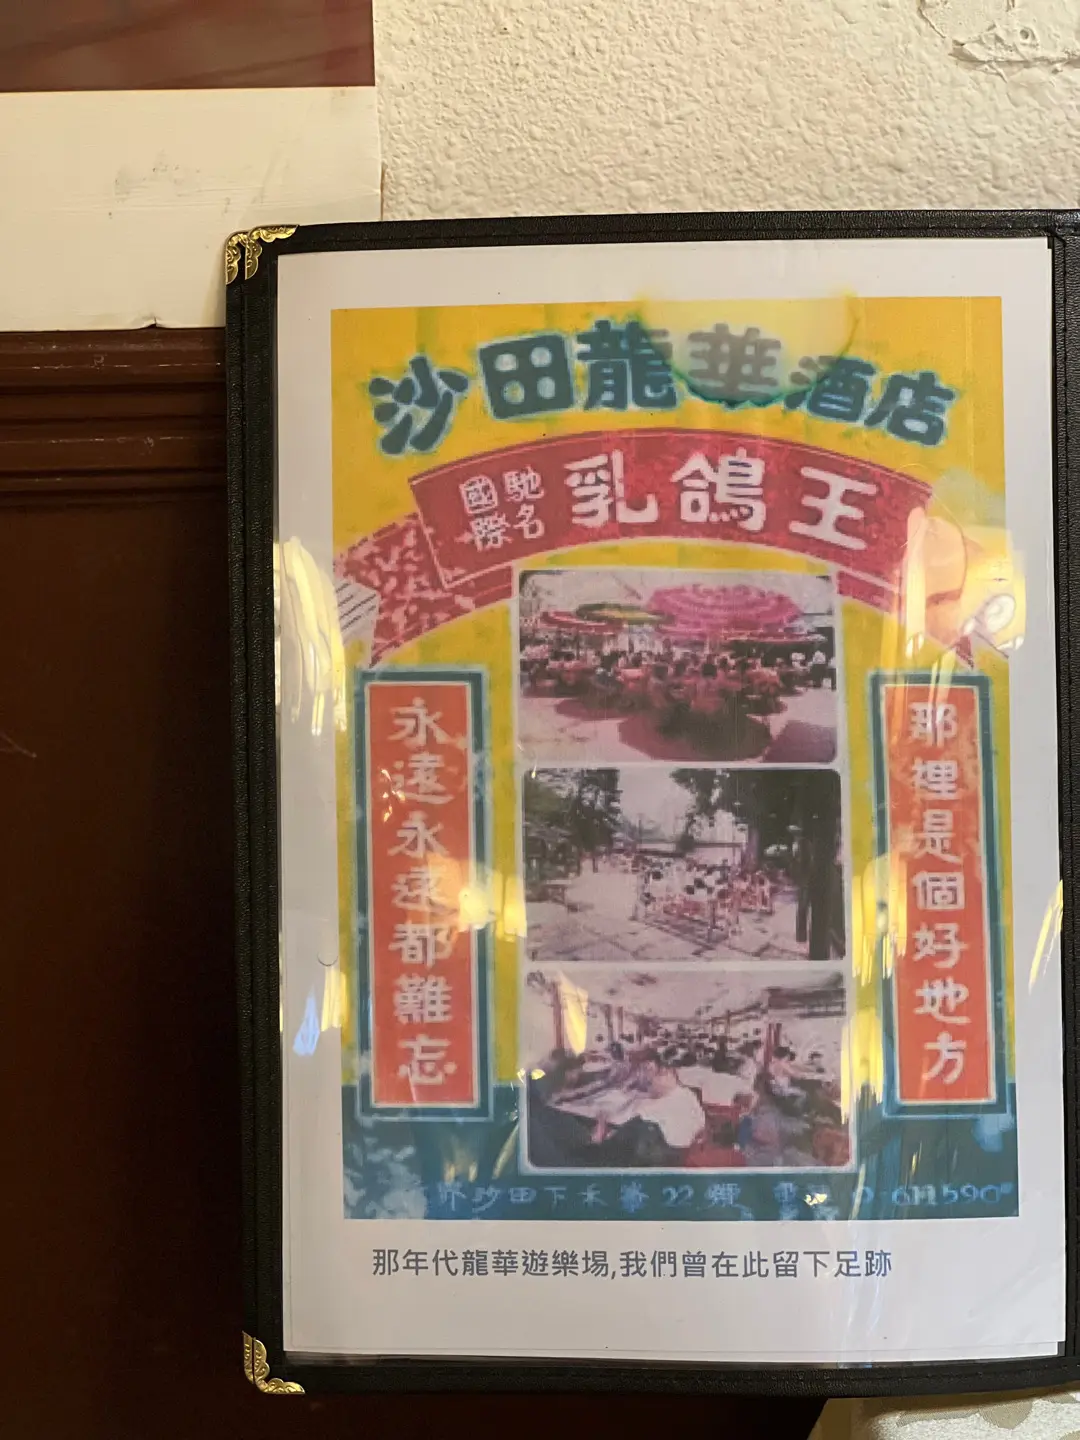 沙田龍華酒店
國際馳名 乳鴿王
那裡是個好地方
永遠永遠都難忘
界沙田下禾輋22號
那年代龍華遊樂場,我們曾在此留下足跡